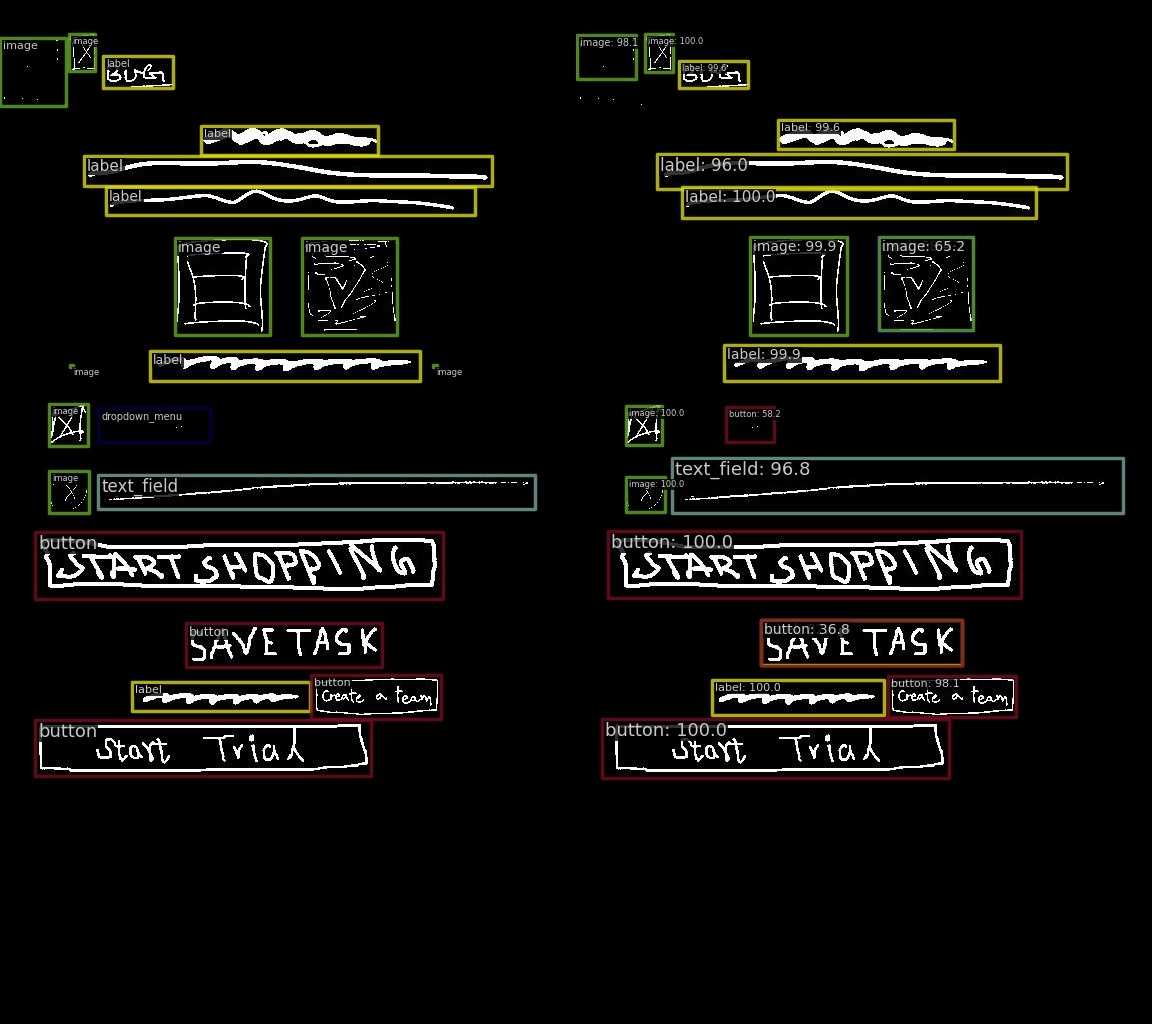 image image image: 98.1 image: 100.0
label label: 99.6
BUG BUG
label label: 99.6
label label: 96.0
label label: 100.0
image image image: 99.9 image: 65.2
label label: 99.9
image image
image dropdown_menu image: 100.0 button: 58.2
text_field text_field: 96.8
image image: 100.0
button button: 100.0
START SHOPPING START SHOPPING
button button: 36.8
SAVE TASK SAVE TASK
label button label: 100.0 button: 98.1
Create a team Create a team
button button: 100.0
Start Trial Start Trial